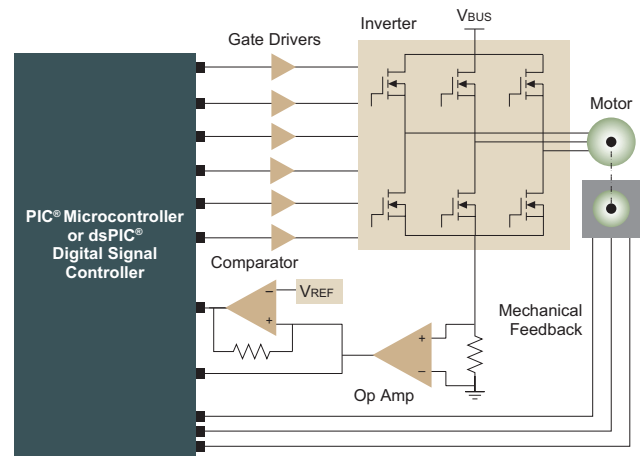 VBUS
Inverter
Gate Drivers
Motor
PIC® Microcontroller
or dsPIC®
Digital Signal
Controller
Comparator
–
VREF
+
Mechanical
Feedback
+
–
Op Amp